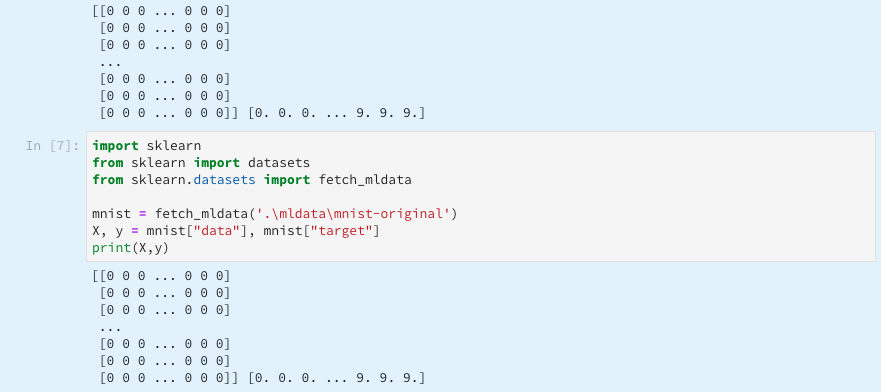 [[0 0 0 ... 0 0 0]
[0 0 0 ... 0 0 0]
[0 0 0 ... 0 0 0]
...
[0 0 0 ... 0 0 0]
[0 0 0 ... 0 0 0]
[0 0 0 ... 0 0 0]] [0. 0. 0. ... 9. 9. 9.]
In [7]: import sklearn
from sklearn import datasets
from sklearn.datasets import fetch_mldata
mnist = fetch_mldata('.\mldata\mnist-original')
X, y = mnist["data"], mnist["target"]
print(X,y)
[[0 0 0 ... 0 0 0]
[0 0 0 ... 0 0 0]
[0 0 0 ... 0 0 0]
...
[0 0 0 ... 0 0 0]
[0 0 0 ... 0 0 0]
[0 0 0 ... 0 0 0]] [0. 0. 0. ... 9. 9. 9.]